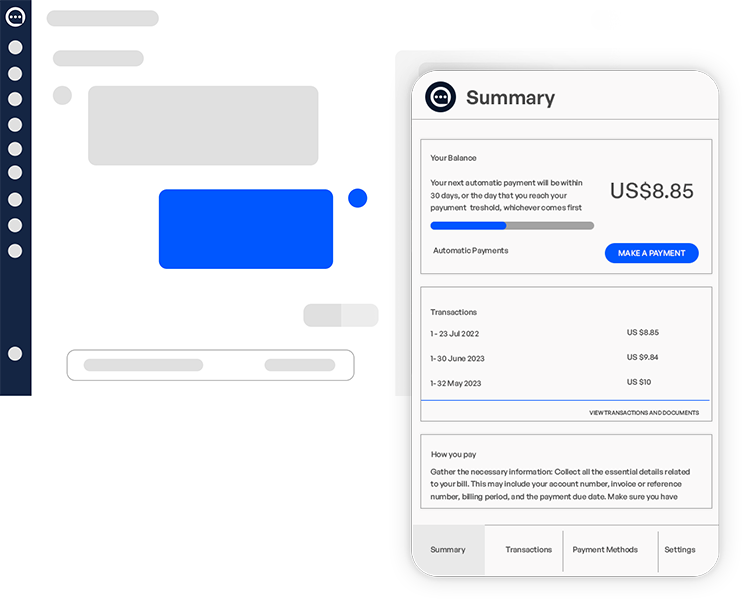 Summary
Your Balance
Your next automatic payment will be within
30 days, or the day that you reach your
payument treshold, whichever comes first
US$8.85
Automatic Payments
MAKE A PAYMENT
Transactions
1 - 23 Jul 2022
US $8.85
1- 30 June 2023
US $9.84
1- 32 May 2023
US $10
VIEW TRANSACTIONS AND DOCUMENTS
How you pay
Gather the necessary information: Collect all the essential details related
to your bill. This may include your account number, invoice or reference
number, billing period, and the payment due date. Make sure you have
Summary
Transactions
Payment Methods
Settings